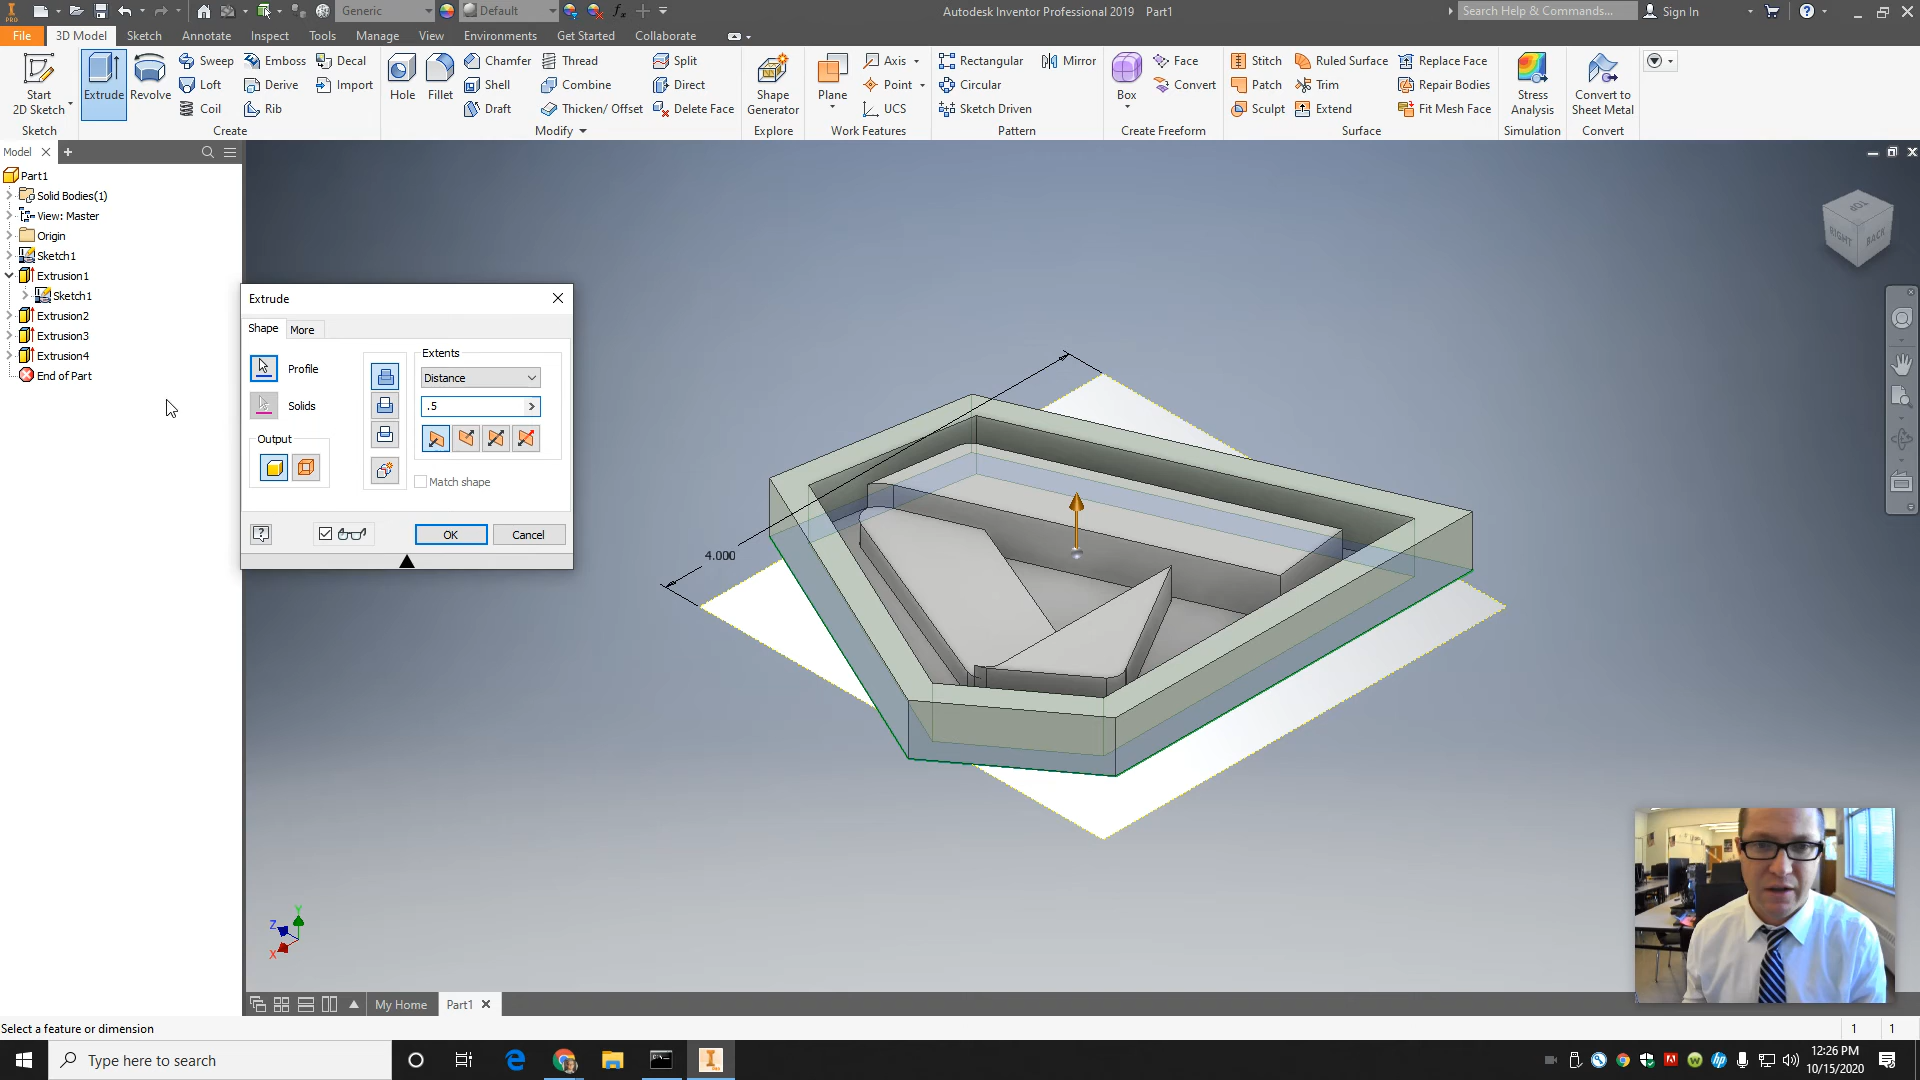 PRO
Generic
Default
Autodesk Inventor Professional 2019 Part1
Search Help & Commands...
Sign In
File
3D Model
Sketch
Annotate
Inspect
Tools
Manage
View
Environments
Get Started
Collaborate
Start
2D Sketch
Extrude
Revolve
Sweep
Loft
Coil
Emboss
Derive
Rib
Decal
Import
Hole
Fillet
Chamfer
Shell
Draft
Thread
Combine
Thicken/ Offset
Split
Direct
Delete Face
Shape
Generator
Plane
Axis
Point
UCS
Rectangular
Circular
Sketch Driven
Mirror
Box
Face
Convert
Stitch
Patch
Sculpt
Ruled Surface
Trim
Extend
Replace Face
Repair Bodies
Fit Mesh Face
Stress
Analysis
Convert to
Sheet Metal
Sketch
Create
Modify
Explore
Work Features
Pattern
Create Freeform
Surface
Simulation
Convert
Model
Part1
Solid Bodies(1)
View: Master
Origin
Sketch1
Extrusion1
Sketch1
Extrusion2
Extrusion3
Extrusion4
End of Part
Extrude
Shape
More
Profile
Solids
Output
Extents
Distance
.5
Match shape
OK
Cancel
4.000
TOP
RIGHT
BACK
Y
Z
X
My Home
Part1
Select a feature or dimension
1
1
Type here to search
12:26 PM
10/15/2020